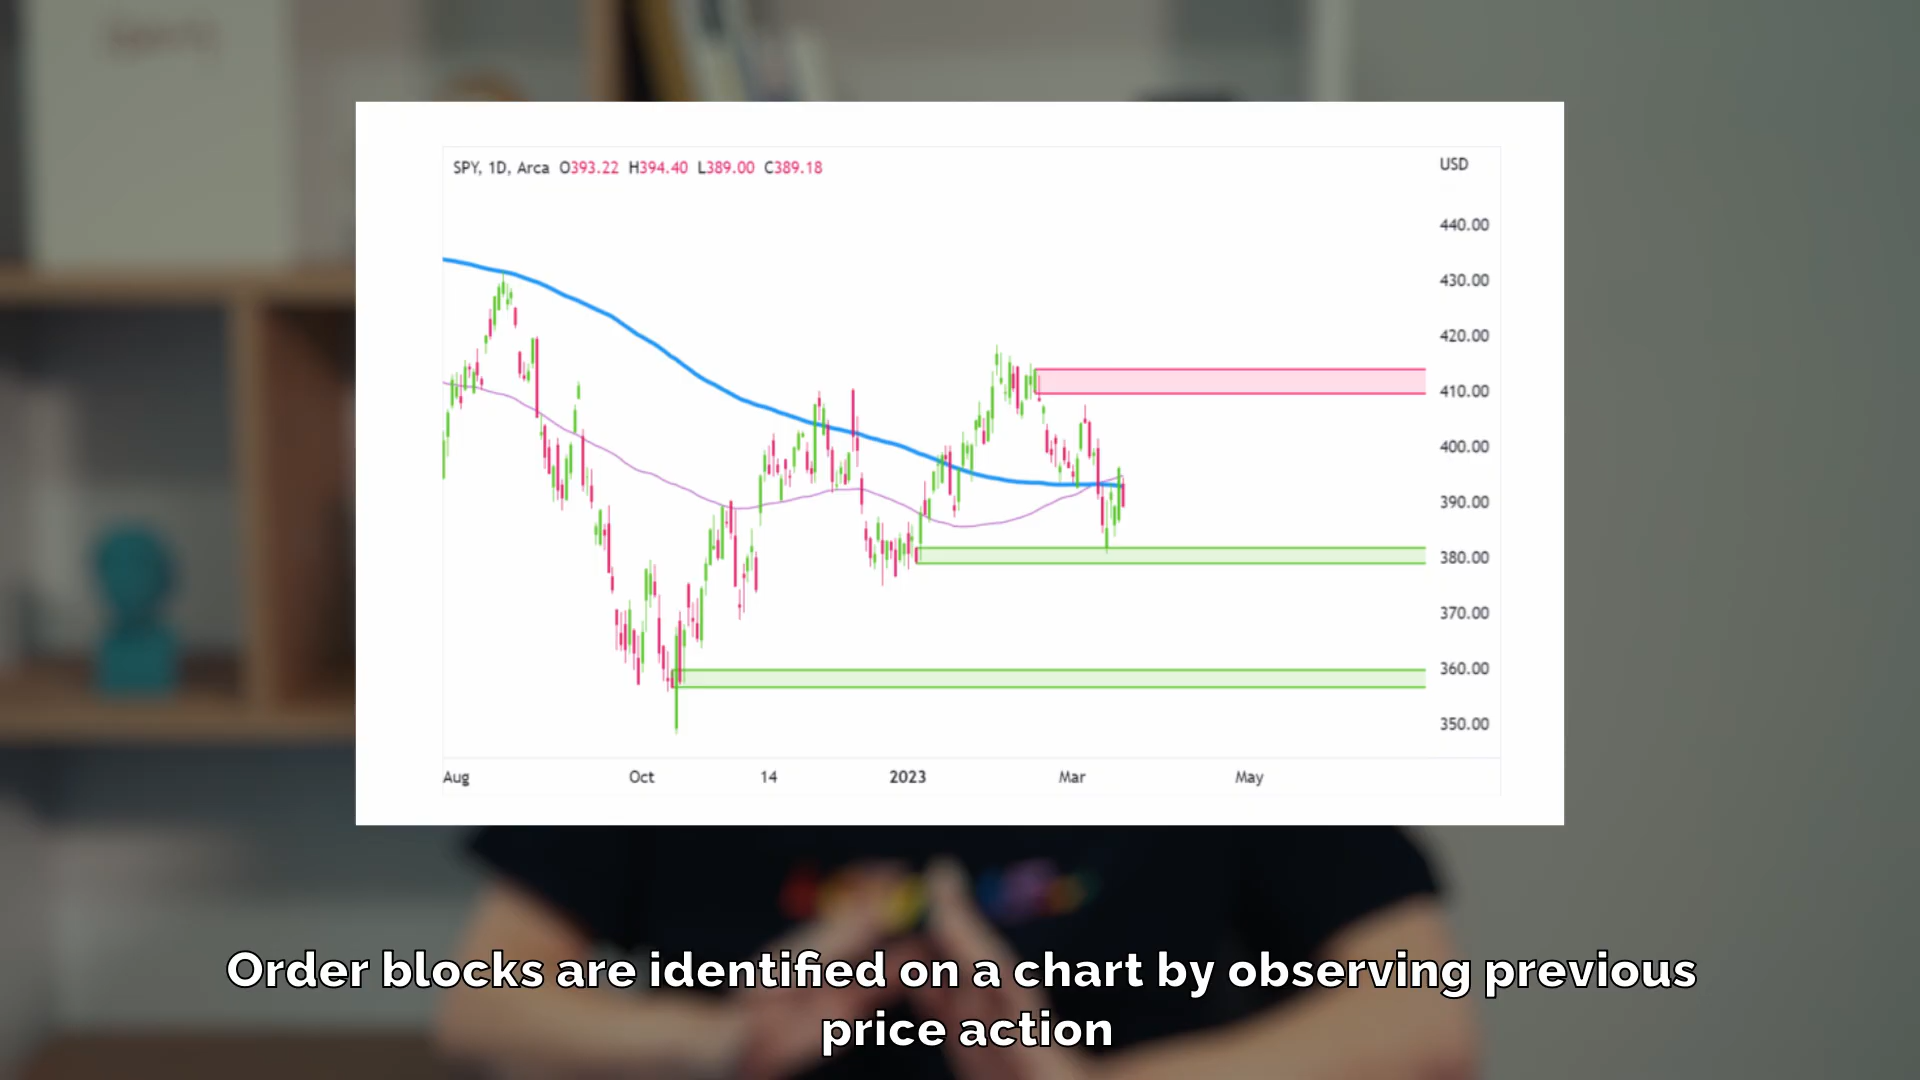 SPY, 1D, Arca O393.22 H394.40 L389.00 C389.18
USD
440.00
430.00
420.00
410.00
400.00
390.00
380.00
370.00
360.00
350.00
Aug Oct 14 2023 Mar May
Order blocks are identified on a chart by observing previous
price action